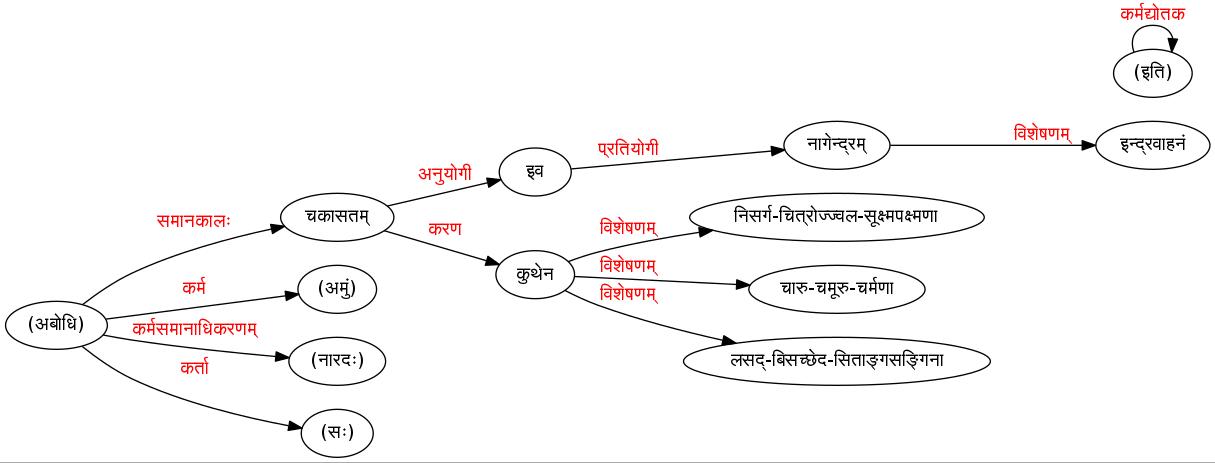 कर्मद्योतक
(इति)
विशेषणम्
इन्द्रवाहनं
नागेन्द्रम्
प्रतियोगी
इव
अनुयोगी
चकासतम्
समानकालः
निसर्ग-चित्रोज्ज्वल-सूक्ष्मपक्ष्मणा
विशेषणम्
करण
कुथेन
विशेषणम्
चारु-चमूरु-चर्मणा
विशेषणम्
लसद्-बिसच्छेद-सिताङ्गसङ्गिना
कर्म
(अमुं)
(अबोधि)
कर्मसमानाधिकरणम्
(नारदः)
कर्ता
(सः)